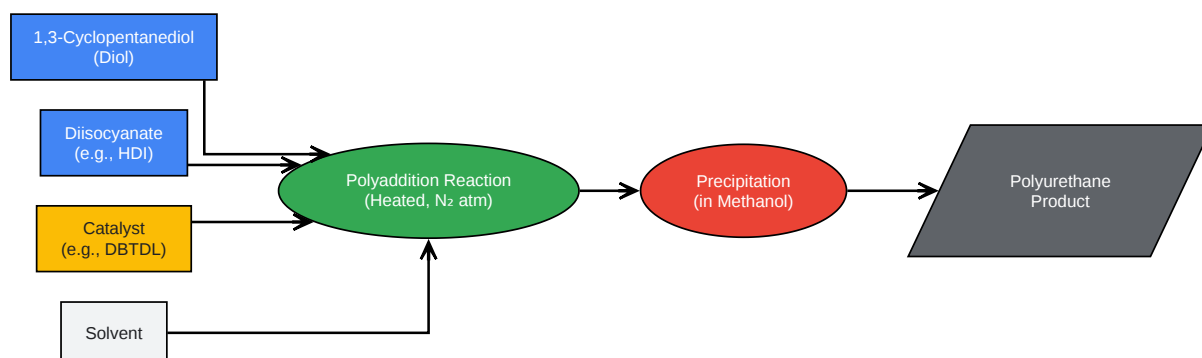 1,3-Cyclopentanediol
(Diol)
Diisocyanate
(e.g., HDI)
Catalyst
(e.g., DBTDL)
Solvent
Polyaddition Reaction
(Heated, N₂ atm)
Precipitation
(in Methanol)
Polyurethane
Product